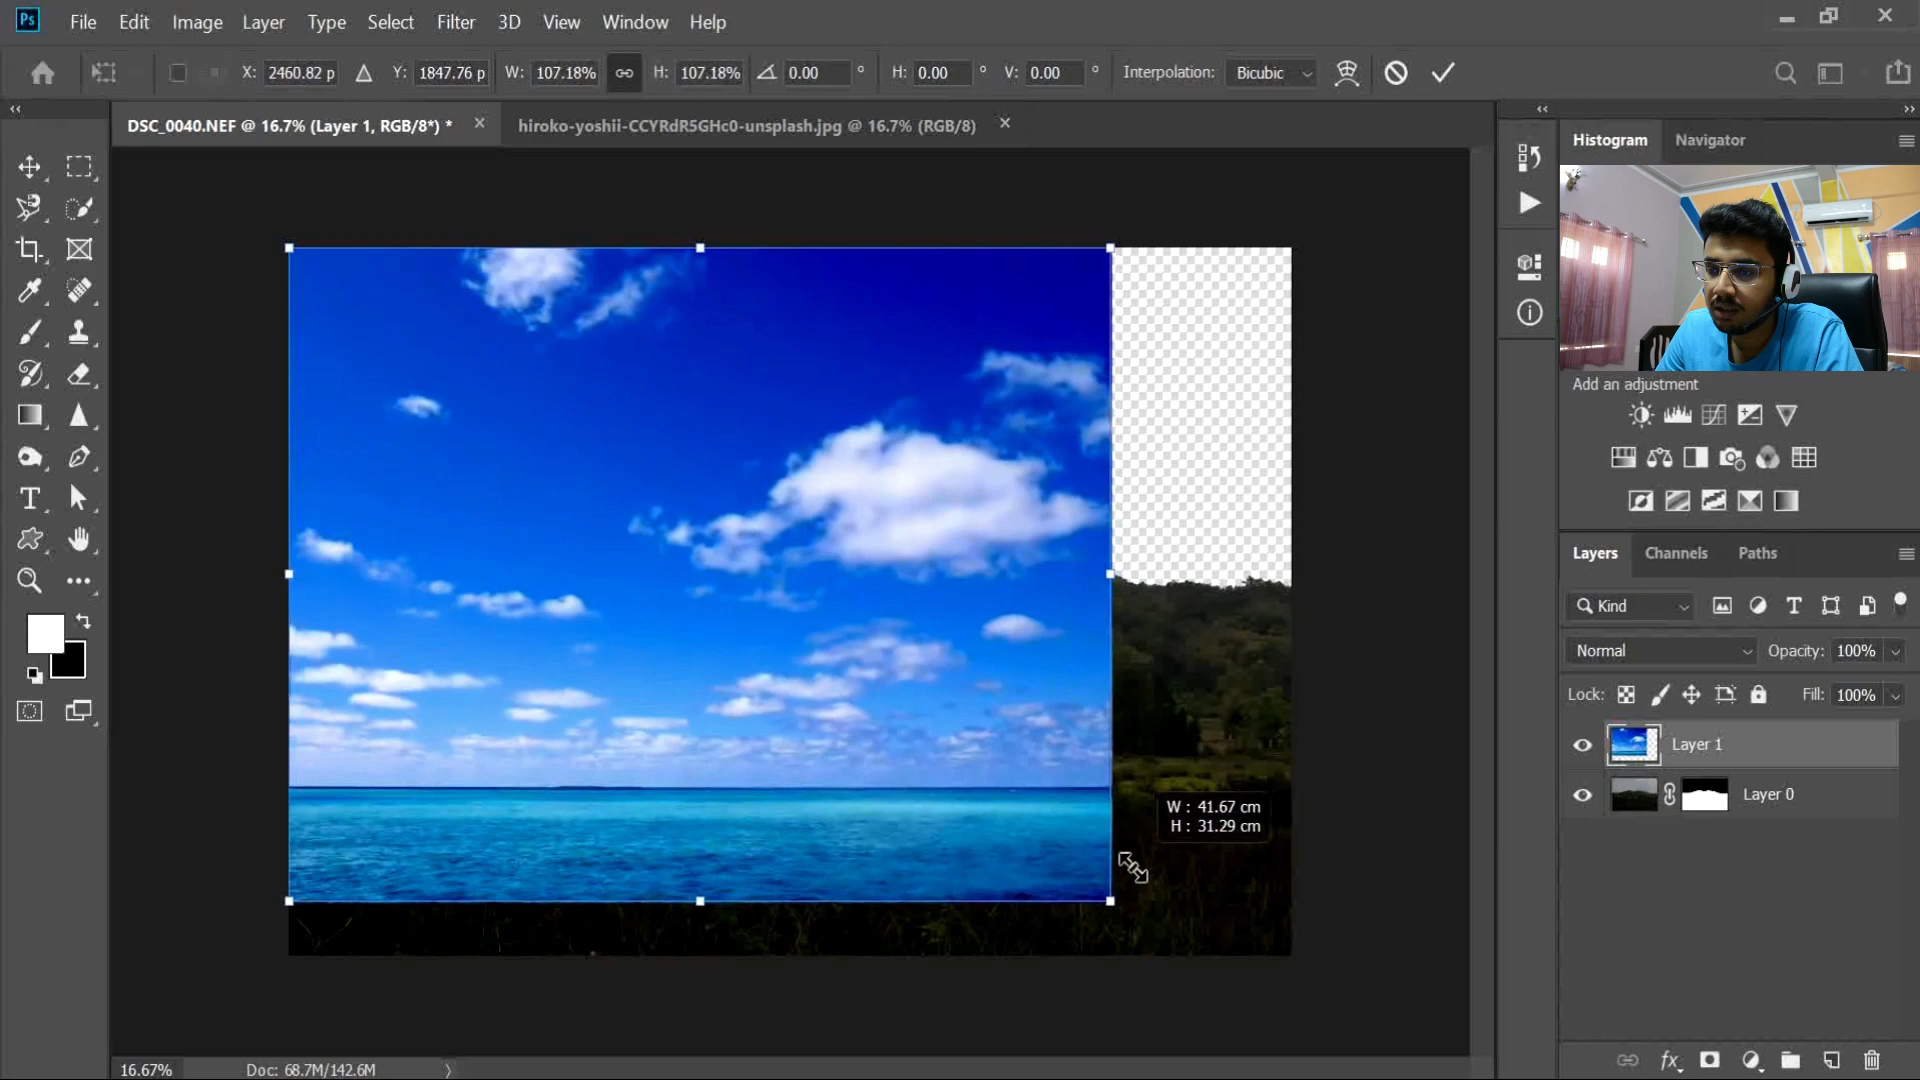 Ps File Edit Image Layer Type Select Filter 3D View Window Help
X: 2460.82 p Y: 1847.76 p W: 107.18% H: 107.18% 0.00 ° H: 0.00 ° V: 0.00 ° Interpolation: Bicubic
DSC_0040.NEF @ 16.7% (Layer 1, RGB/8*) * × hiroko-yoshii-CCYRdR5GHc0-unsplash.jpg @ 16.7% (RGB/8) ×
Histogram Navigator
Add an adjustment
Layers Channels Paths
Kind
Normal Opacity: 100%
Lock: Fill: 100%
Layer 1
Layer 0
W : 41.67 cm
H : 31.29 cm
16.67% Doc: 68.7M/142.6M